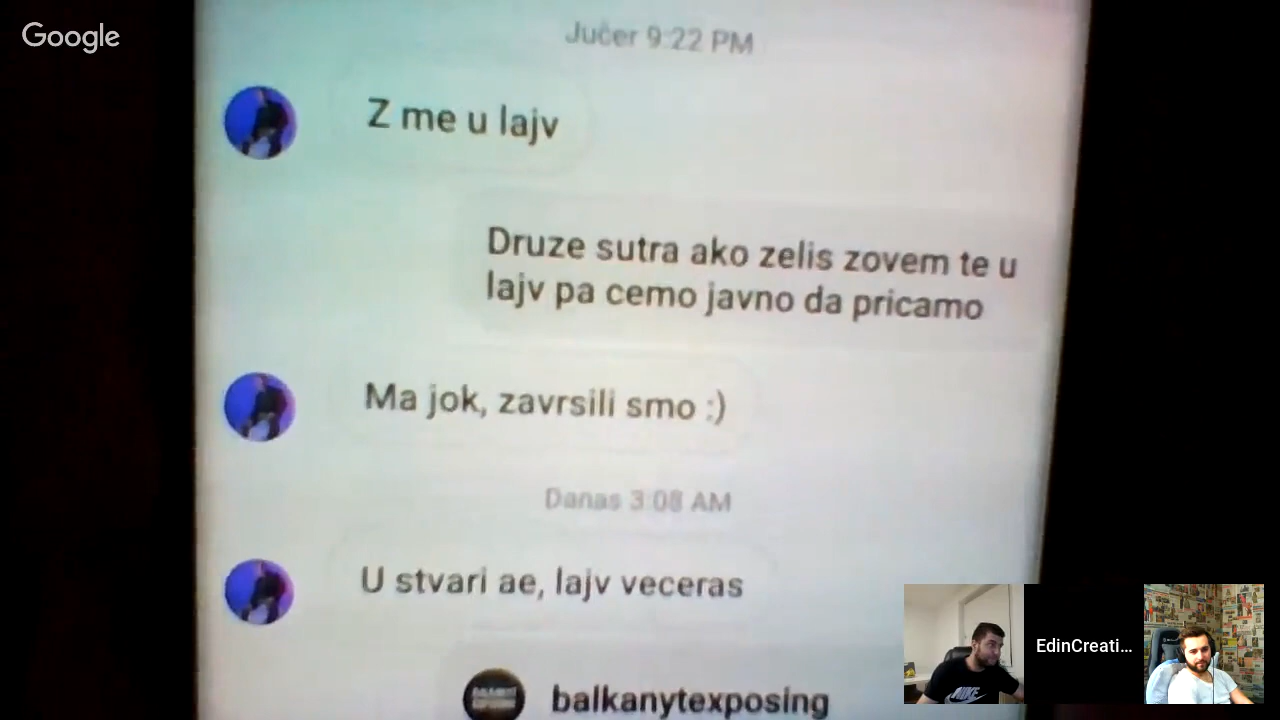 Google
Jučer 9:22 PM
Z me u lajv
Druze sutra ako zelis zovem te u
lajv pa cemo javno da pricamo
Ma jok, zavrsili smo :)
Danas 3:08 AM
U stvari ae, lajv veceras
balkanytexposing
EdinCreati...